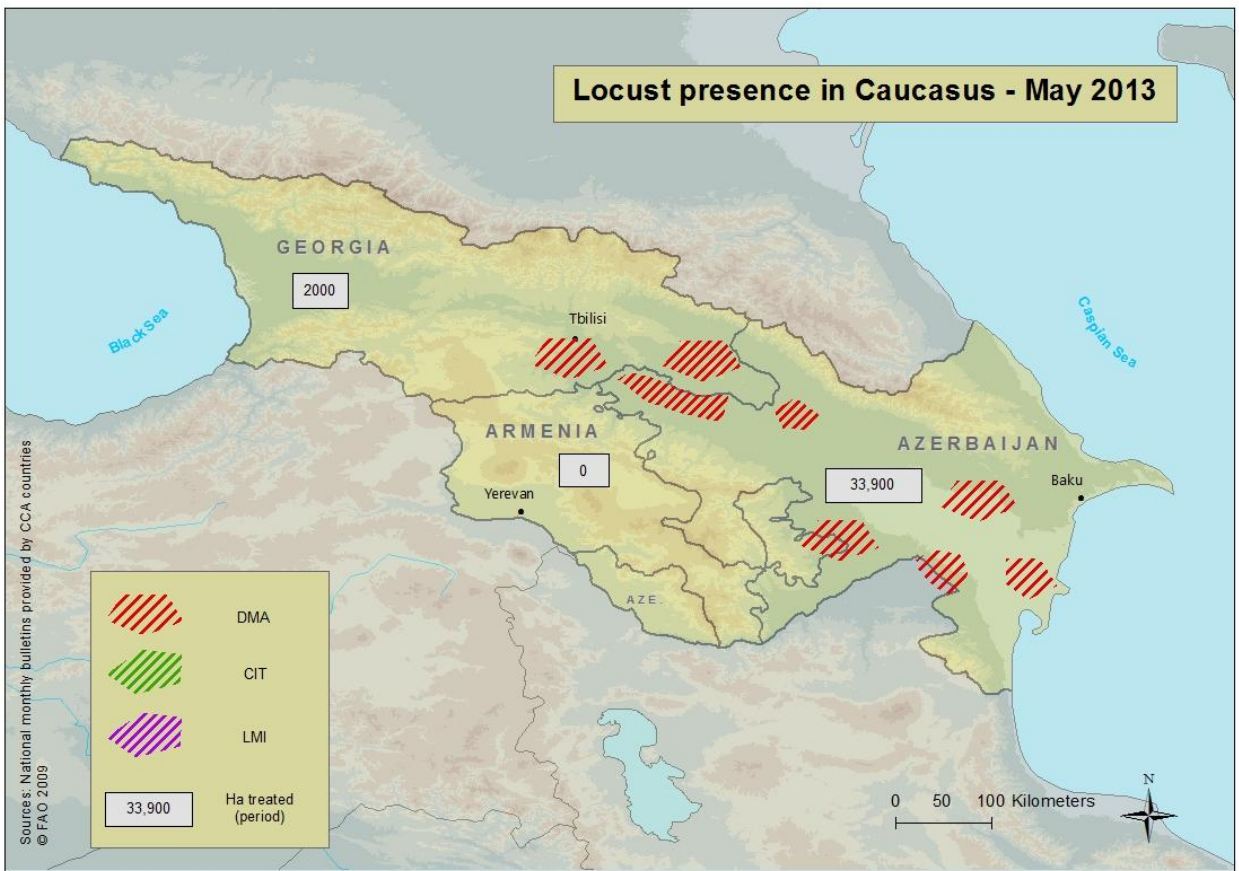 Locust presence in Caucasus - May 2013
GEORGIA
2000
Black Sea
Tbilisi
Caspian Sea
ARMENIA
0
Yerevan
AZERBAIJAN
33,900
Baku
AZE.
DMA
CIT
LMI
33,900
Ha treated
(period)
0 50 100 Kilometers
N
Sources: National monthly bulletins provided by CCA countries
© FAO 2009